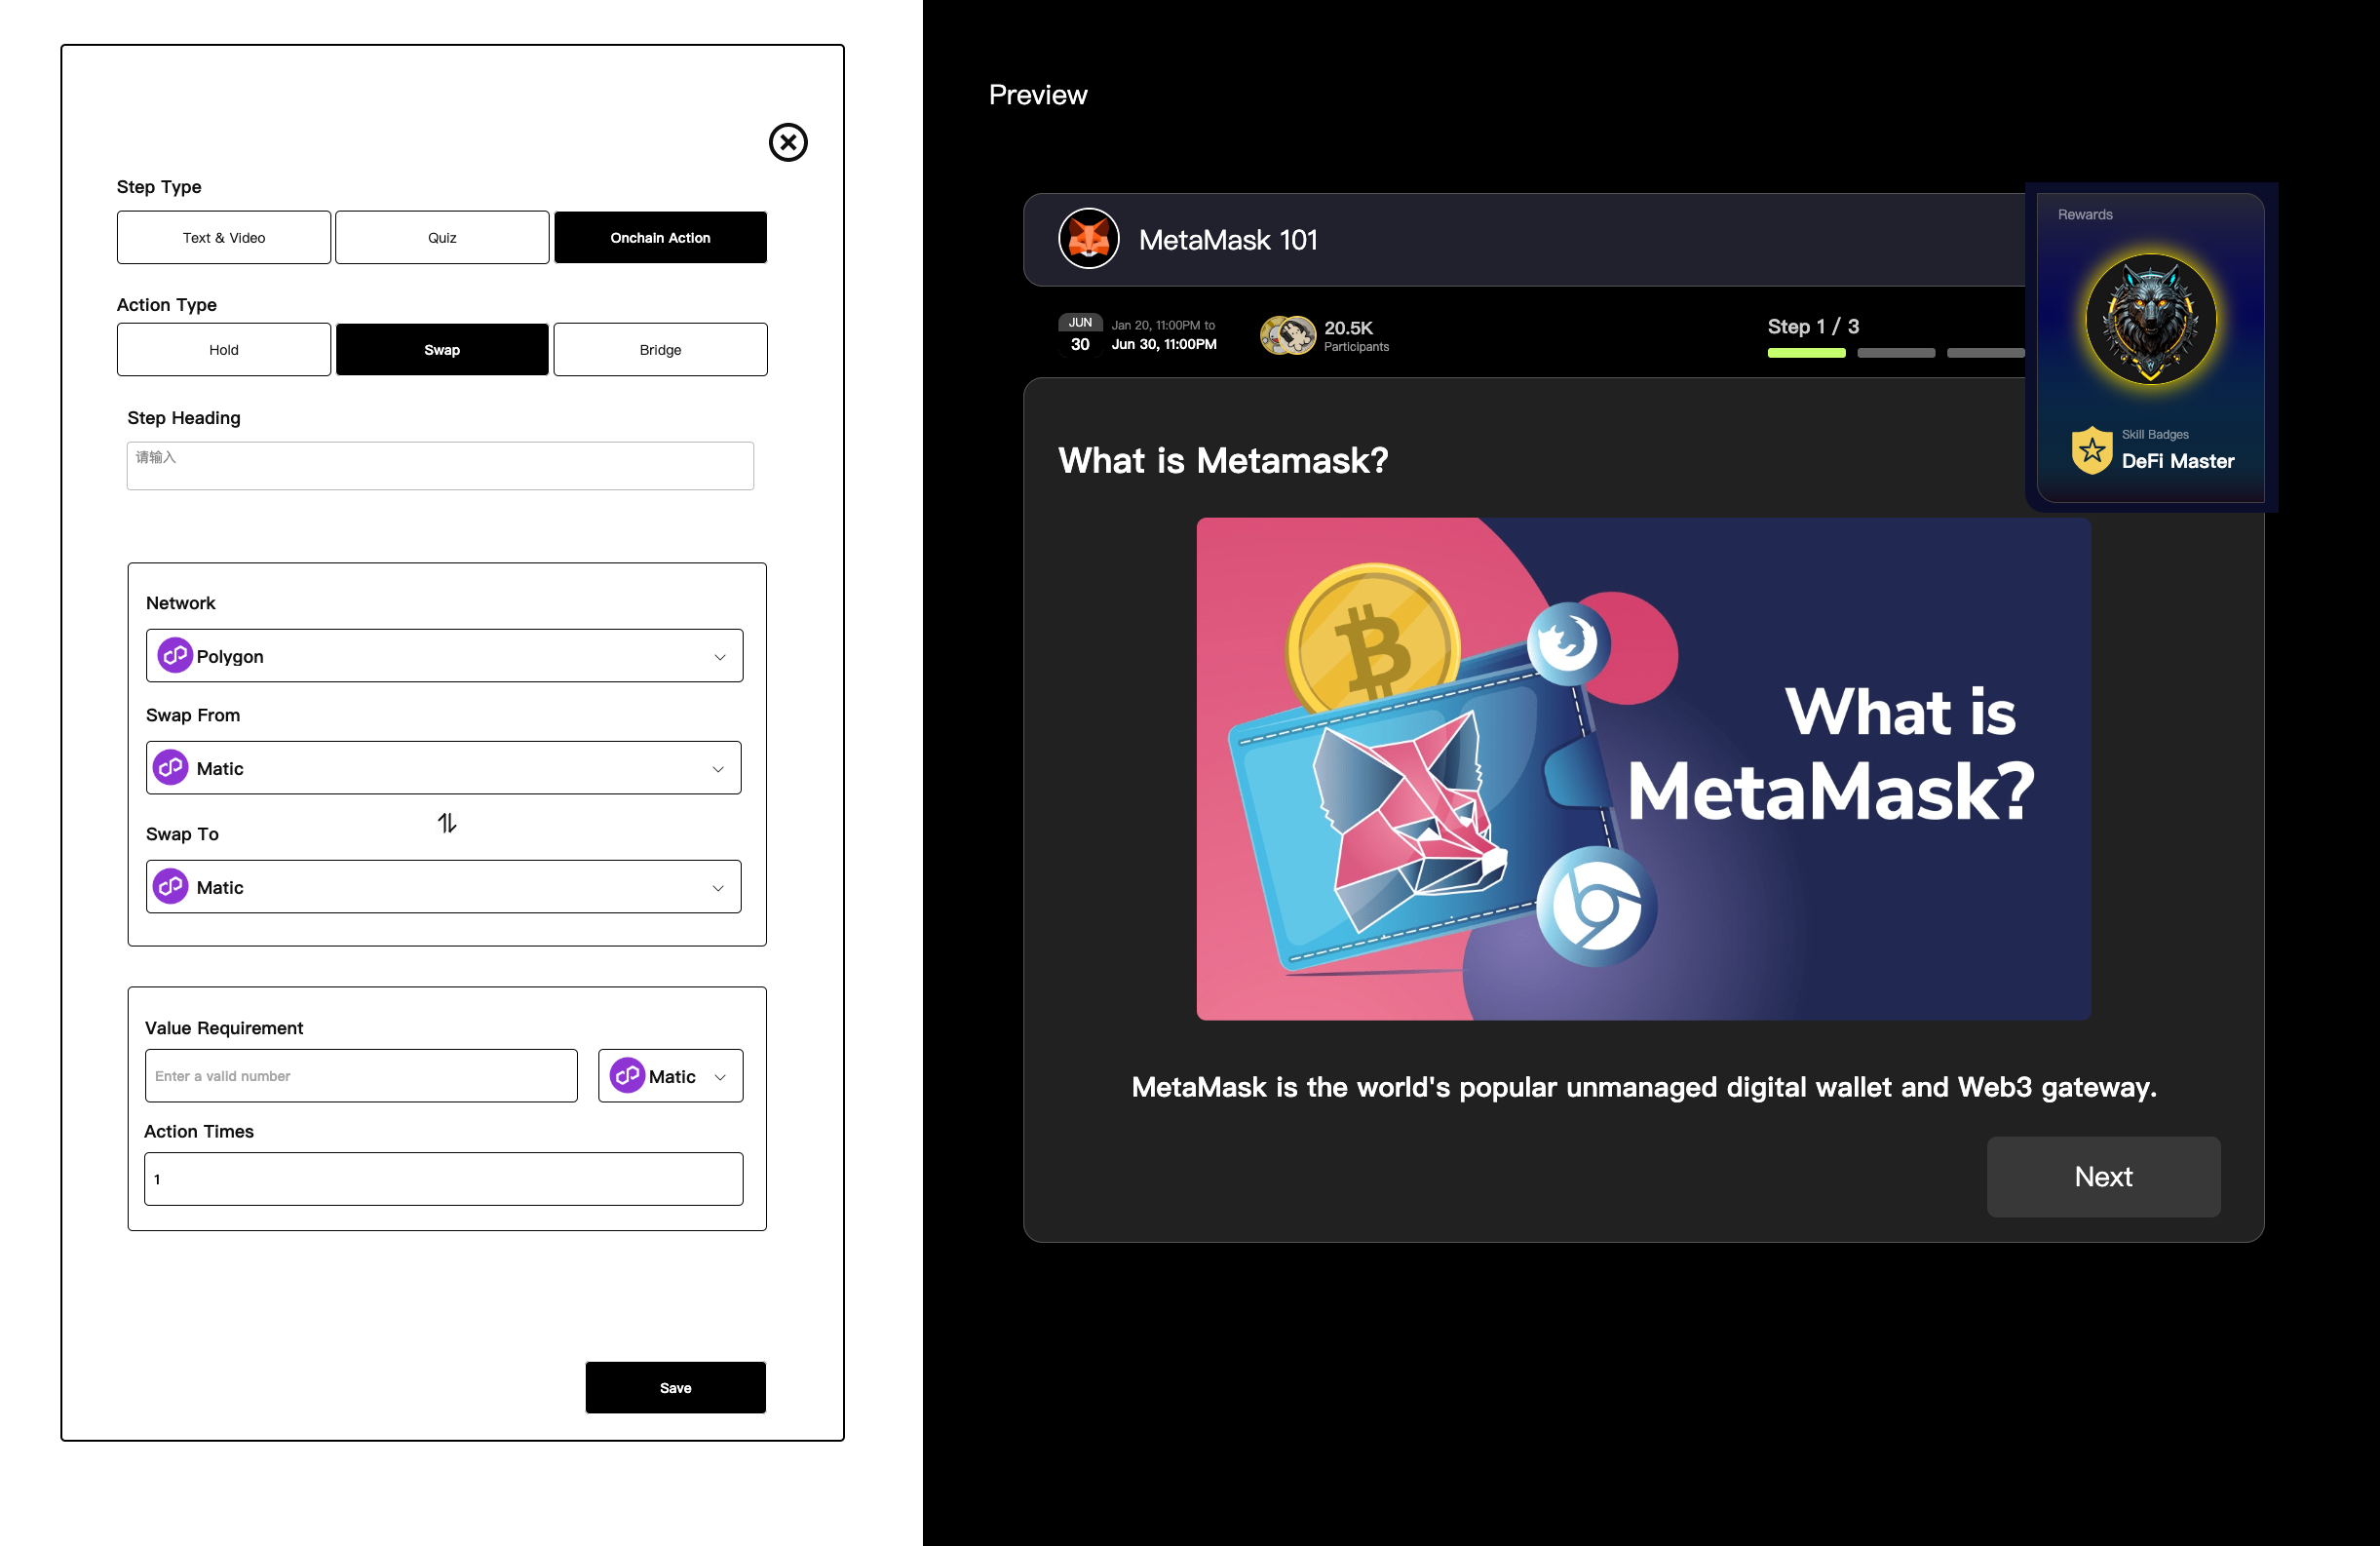 Step Type
Text & Video
Quiz
Onchain Action
Action Type
Hold
Swap
Bridge
Step Heading
请输入
Network
Polygon
Swap From
Matic
Swap To
Matic
Value Requirement
Enter a valid number
Matic
Action Times
1
Save
Preview
MetaMask 101
JUN
30
Jan 20, 11:00PM to
Jun 30, 11:00PM
20.5K
Participants
Step 1 / 3
Rewards
Skill Badges
DeFi Master
What is Metamask?
What is
MetaMask?
MetaMask is the world's popular unmanaged digital wallet and Web3 gateway.
Next